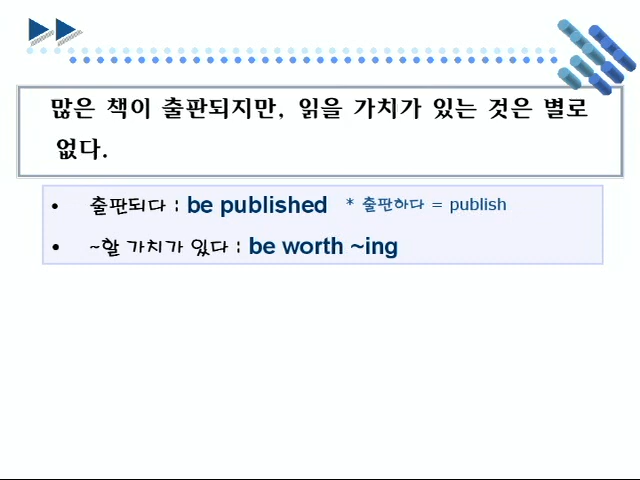 많은 책이 출판되지만, 읽을 가치가 있는 것은 별로
없다.
• 출판되다 : be published * 출판하다 = publish
• ~할 가치가 있다 : be worth ~ing